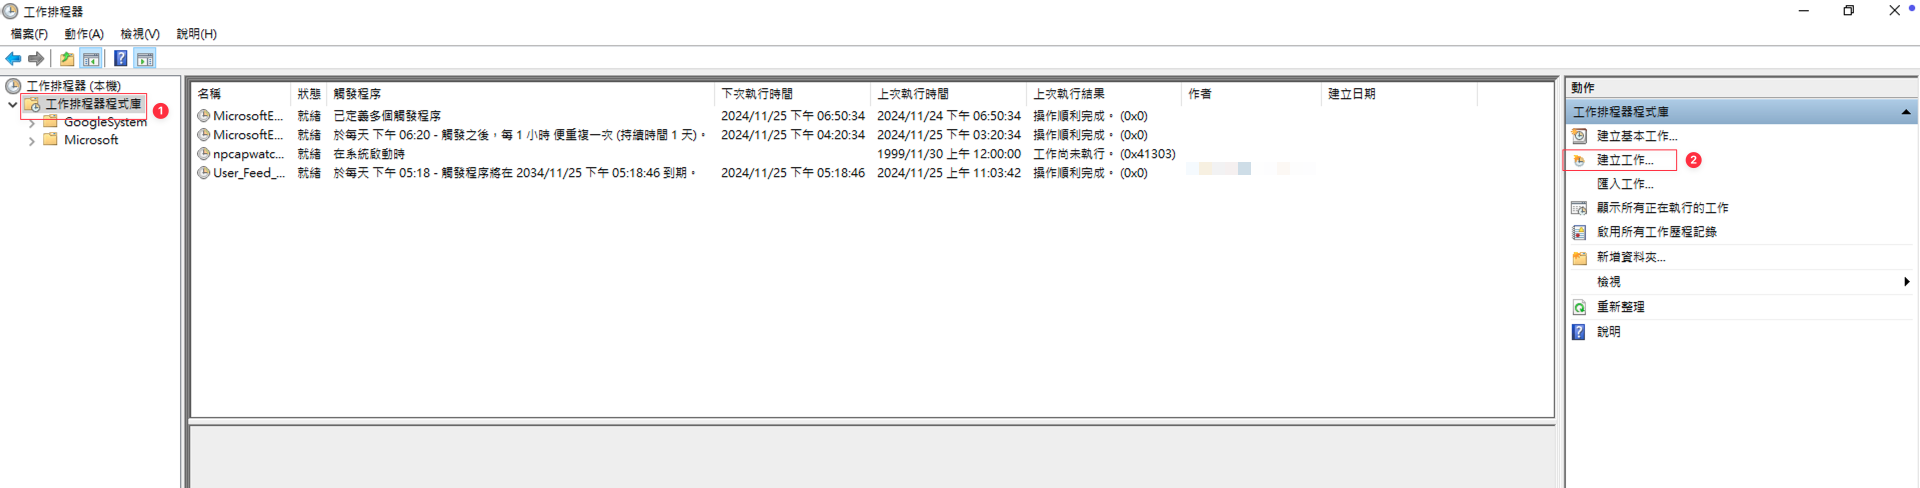 工作排程器
檔案(F) 動作(A) 檢視(V) 說明(H)
工作排程器 (本機)
工作排程器程式庫 1
GoogleSystem
Microsoft
名稱 狀態 觸發程序 下次執行時間 上次執行時間 上次執行結果 作者 建立日期
MicrosoftE... 就緒 已定義多個觸發程序 2024/11/25 下午 06:50:34 2024/11/24 下午 06:50:34 操作順利完成。 (0x0)
MicrosoftE... 就緒 於每天 下午 06:20 - 觸發之後，每 1 小時 便重複一次 (持續時間 1 天)。 2024/11/25 下午 04:20:34 2024/11/25 下午 03:20:34 操作順利完成。 (0x0)
npcapwatc... 就緒 在系統啟動時 1999/11/30 上午 12:00:00 工作尚未執行。 (0x41303)
User_Feed_... 就緒 於每天 下午 05:18 - 觸發程序將在 2034/11/25 下午 05:18:46 到期。 2024/11/25 下午 05:18:46 2024/11/25 上午 11:03:42 操作順利完成。 (0x0)
動作
工作排程器程式庫
建立基本工作...
建立工作... 2
匯入工作...
顯示所有正在執行的工作
啟用所有工作歷程記錄
新增資料夾...
檢視
重新整理
說明